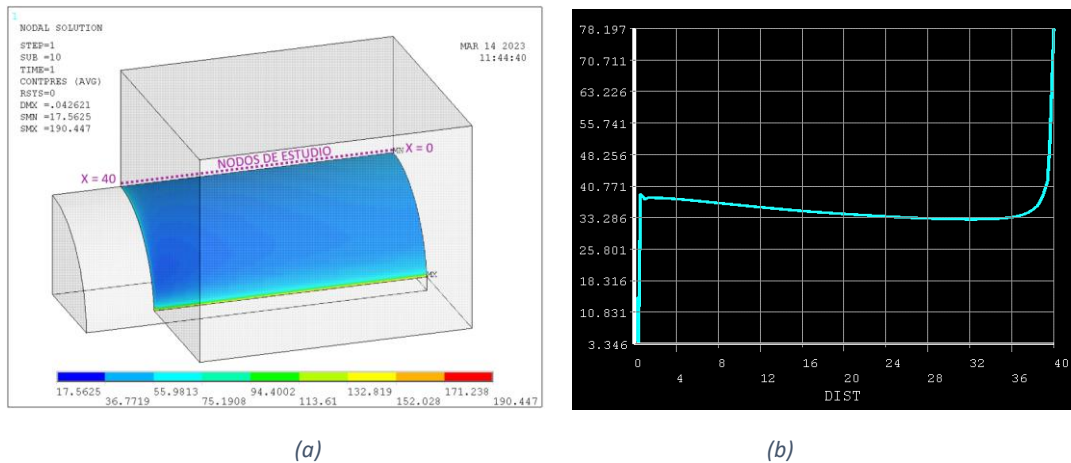 1
NODAL SOLUTION
STEP=1
SUB =10
TIME=1
CONTPRES (AVG)
RSYS=0
DMX =.042621
SMN =17.5625
SMX =190.447
MAR 14 2023
11:44:40
NODOS DE ESTUDIO
MN
X = 0
X = 40
MX
17.5625 55.9813 94.4002 132.819 171.238
36.7719 75.1908 113.61 152.028 190.447
(a)
78.197
70.711
63.226
55.741
48.256
40.771
33.286
25.801
18.316
10.831
3.346
0 8 16 24 32 40
4 12 20 28 36
DIST
(b)